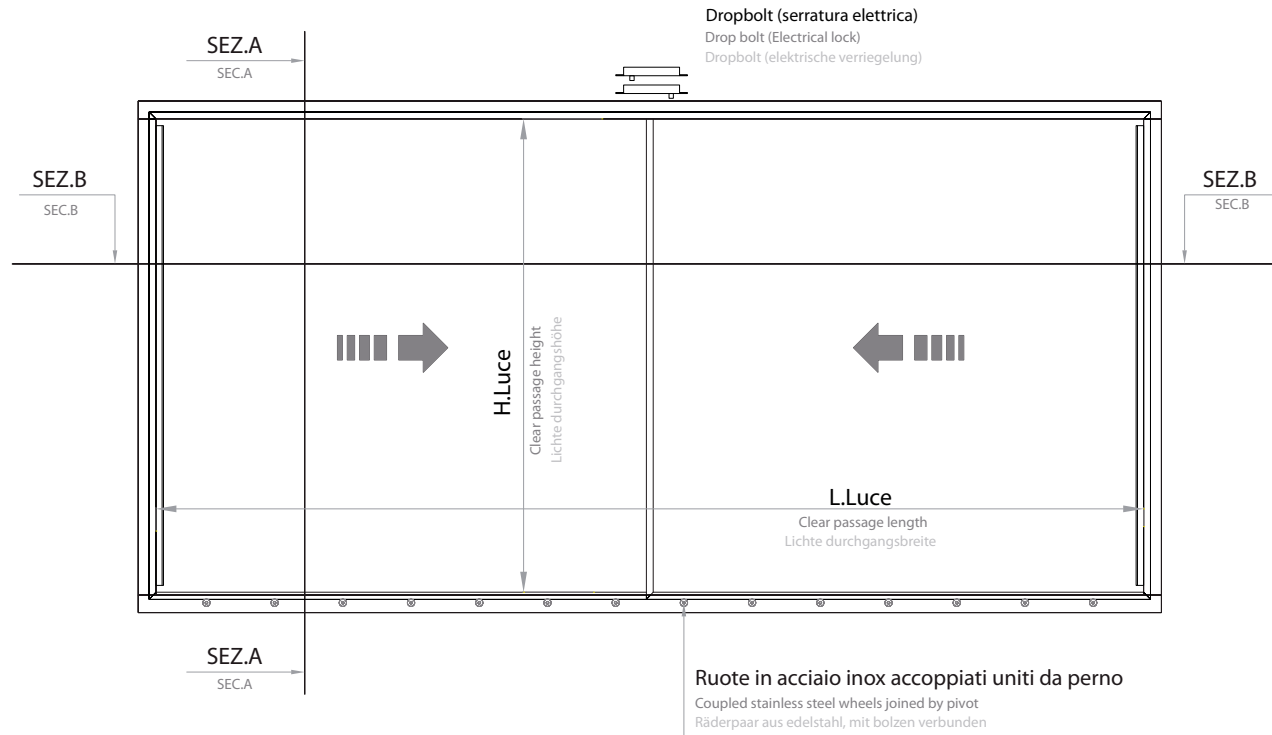 Dropbolt (serratura elettrica)
Drop bolt (Electrical lock)
Dropbolt (elektrische verriegelung)
SEZ.A
SEC.A
SEZ.B
SEC.B
SEZ.B
SEC.B
H.Luce
Clear passage height
Lichte durchgangshöhe
L.Luce
Clear passage length
Lichte durchgangsbreite
SEZ.A
SEC.A
Ruote in acciaio inox accoppiati uniti da perno
Coupled stainless steel wheels joined by pivot
Räderpaar aus edelstahl, mit bolzen verbunden